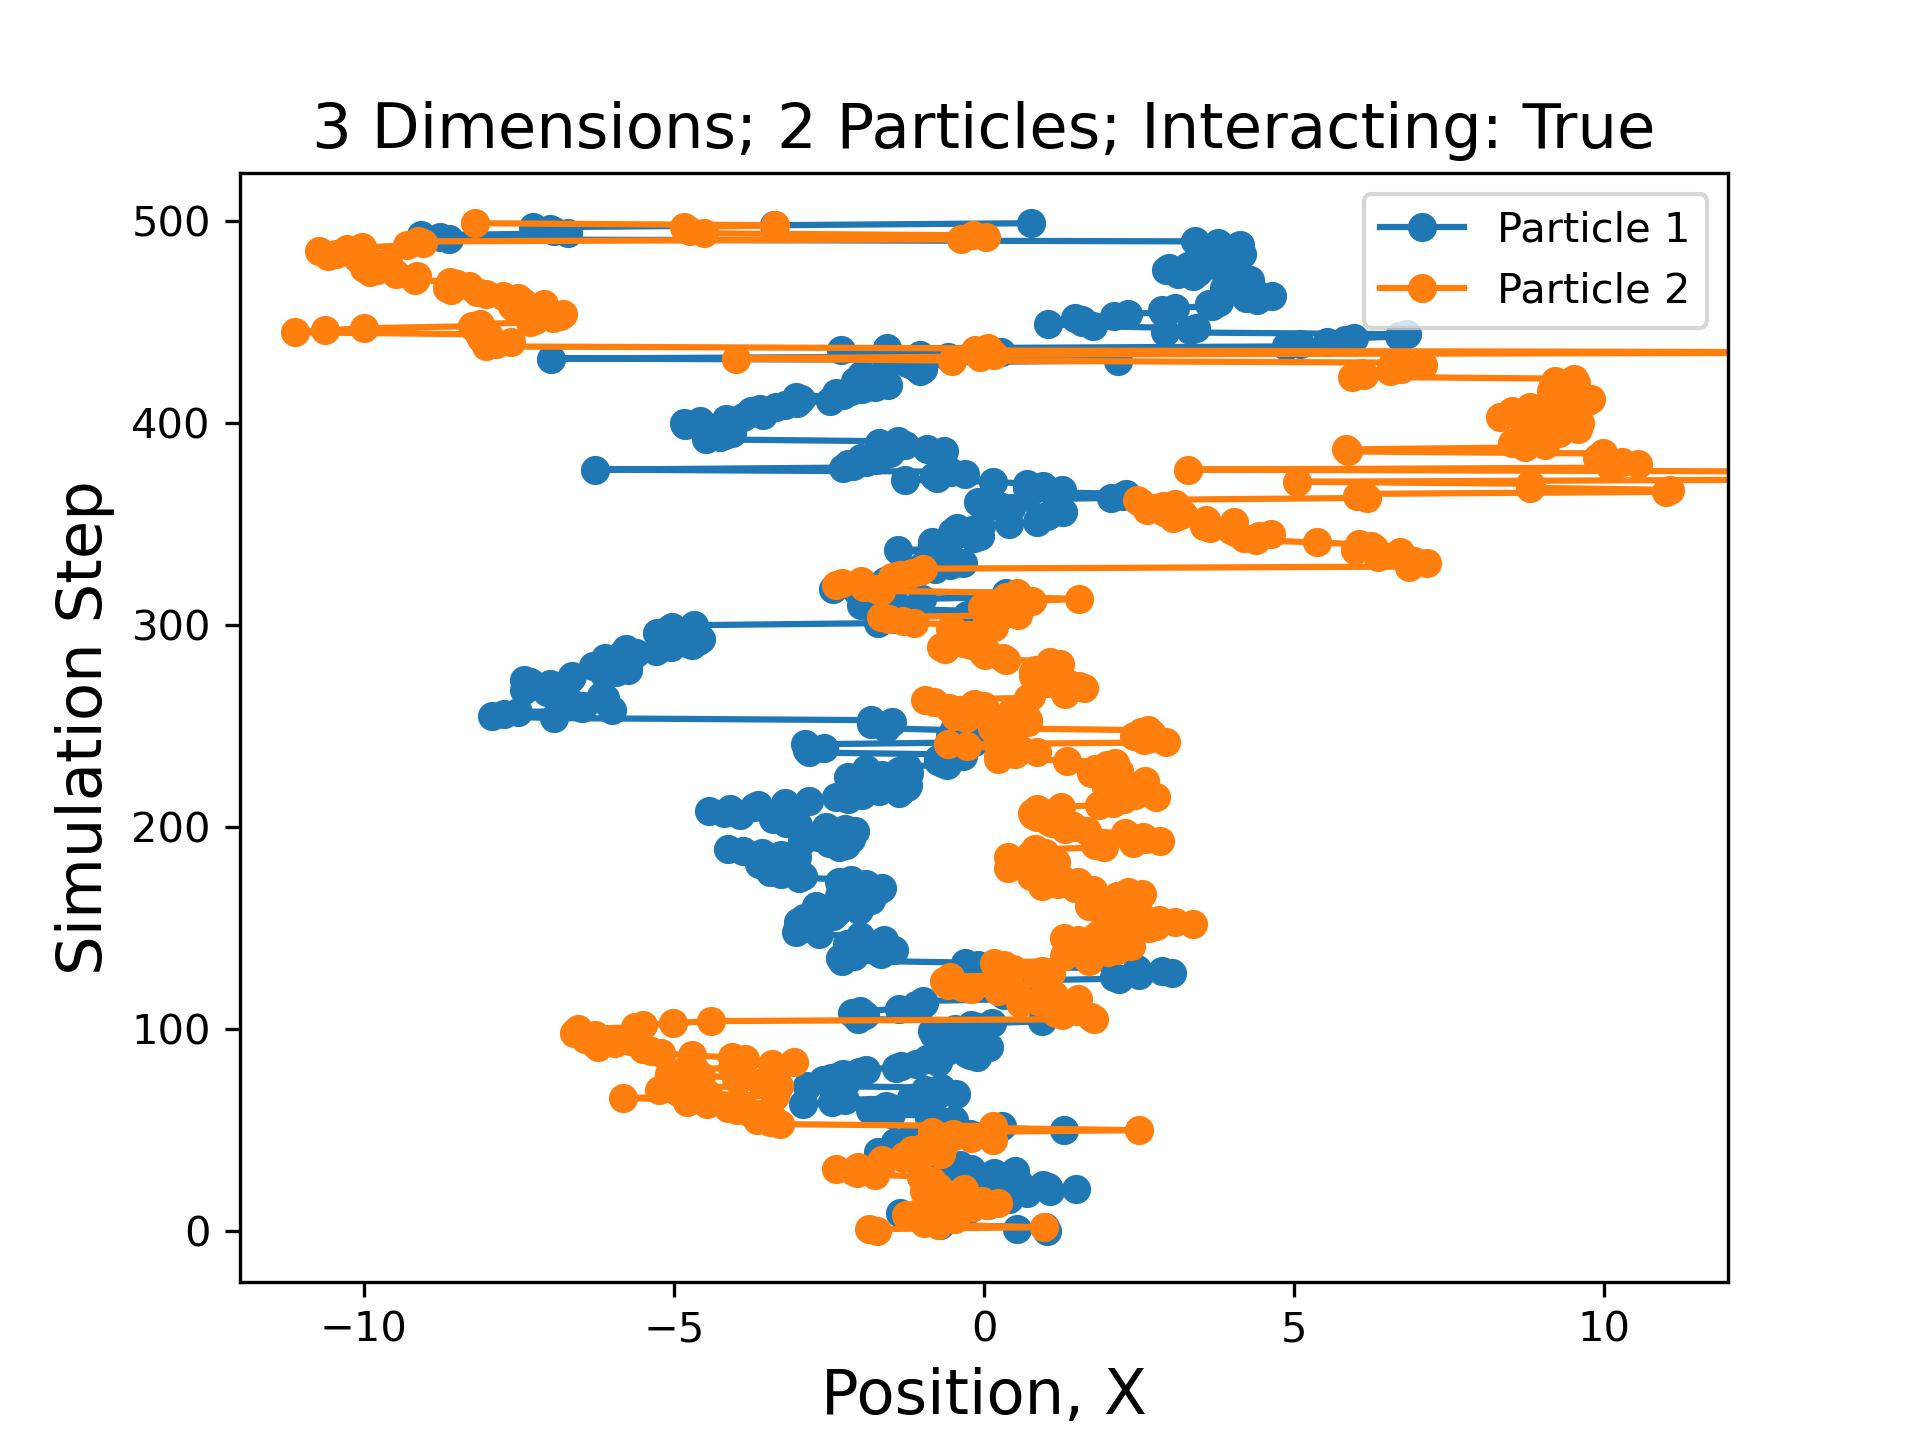 3 Dimensions; 2 Particles; Interacting: True
Particle 1
Particle 2
Simulation Step
500
400
300
200
100
0
−10
−5
0
5
10
Position, X